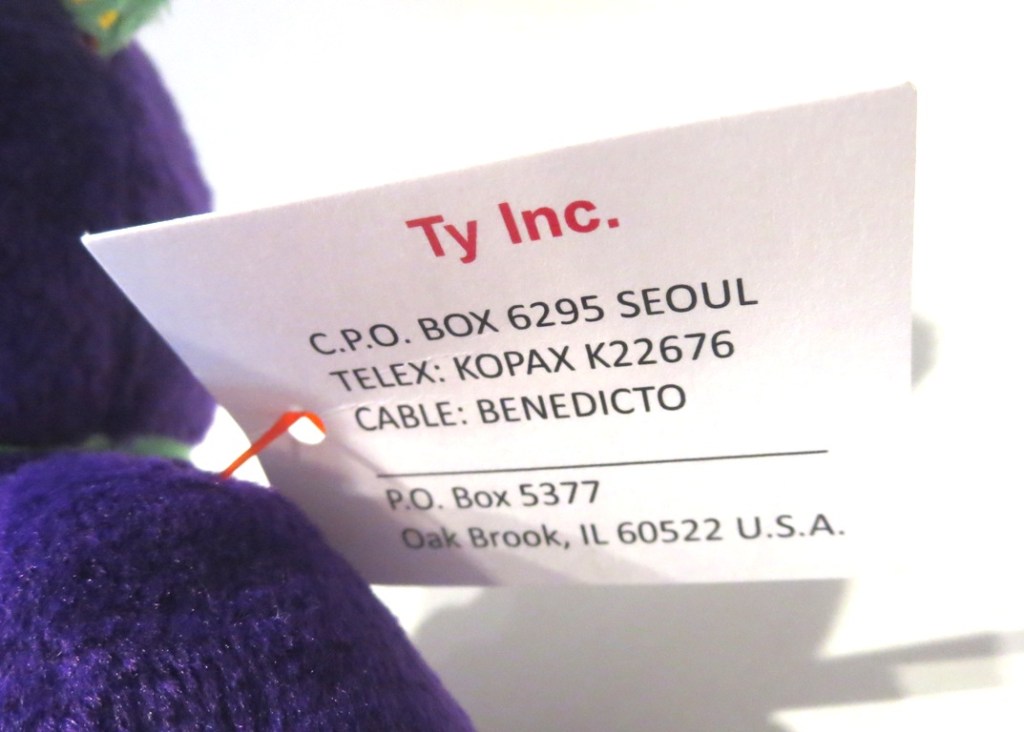 Ty Inc.
C.P.O. BOX 6295 SEOUL
TELEX: KOPAX K22676
CABLE: BENEDICTO
P.O. Box 5377
Oak Brook, IL 60522 U.S.A.